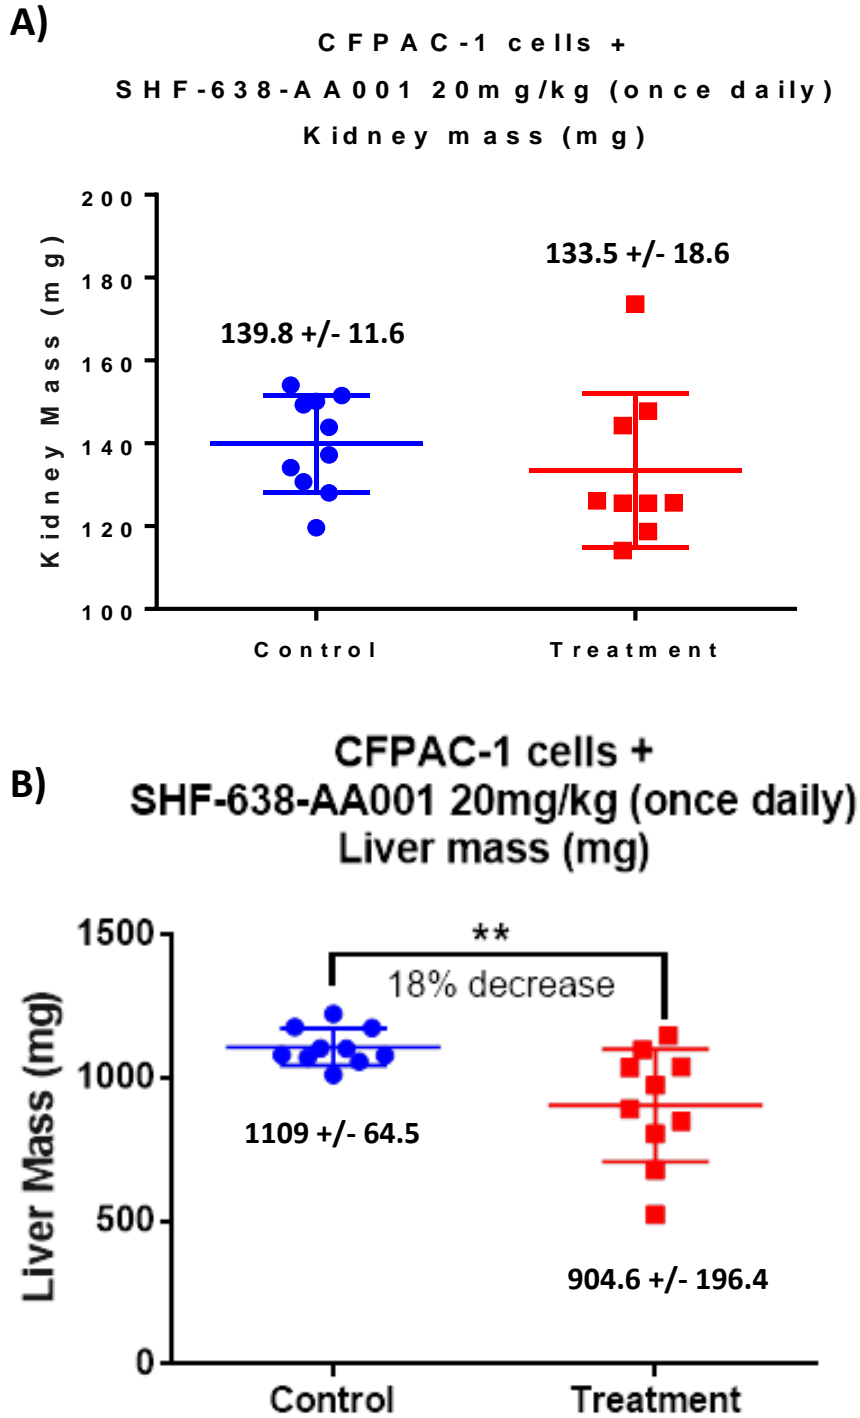 A)
CFPAC-1 cells +
SHF-638-AA001 20mg/kg (once daily)
Kidney mass (mg)
200
180
160
140
120
100
Kidney Mass (mg)
139.8 +/- 11.6
133.5 +/- 18.6
Control
Treatment
B)
CFPAC-1 cells +
SHF-638-AA001 20mg/kg (once daily)
Liver mass (mg)
1500
1000
500
0
Liver Mass (mg)
**
18% decrease
1109 +/- 64.5
904.6 +/- 196.4
Control
Treatment